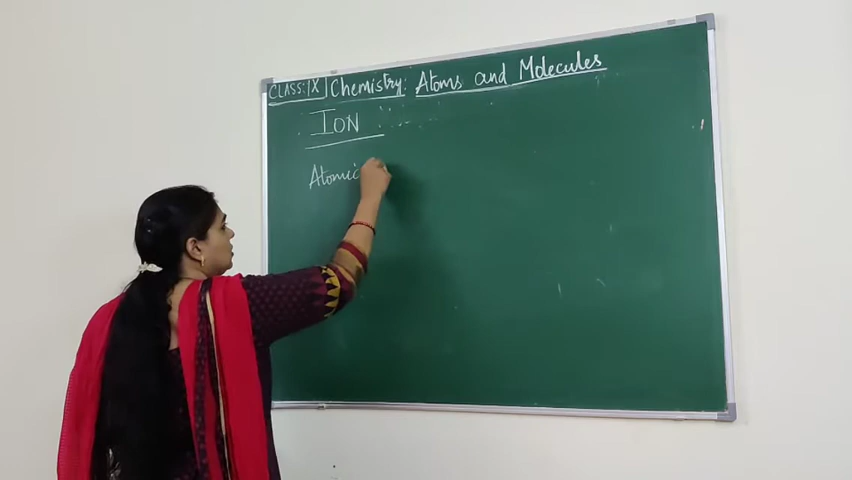 CLASS: IX | Chemistry: Atoms and Molecules
ION
Atomic